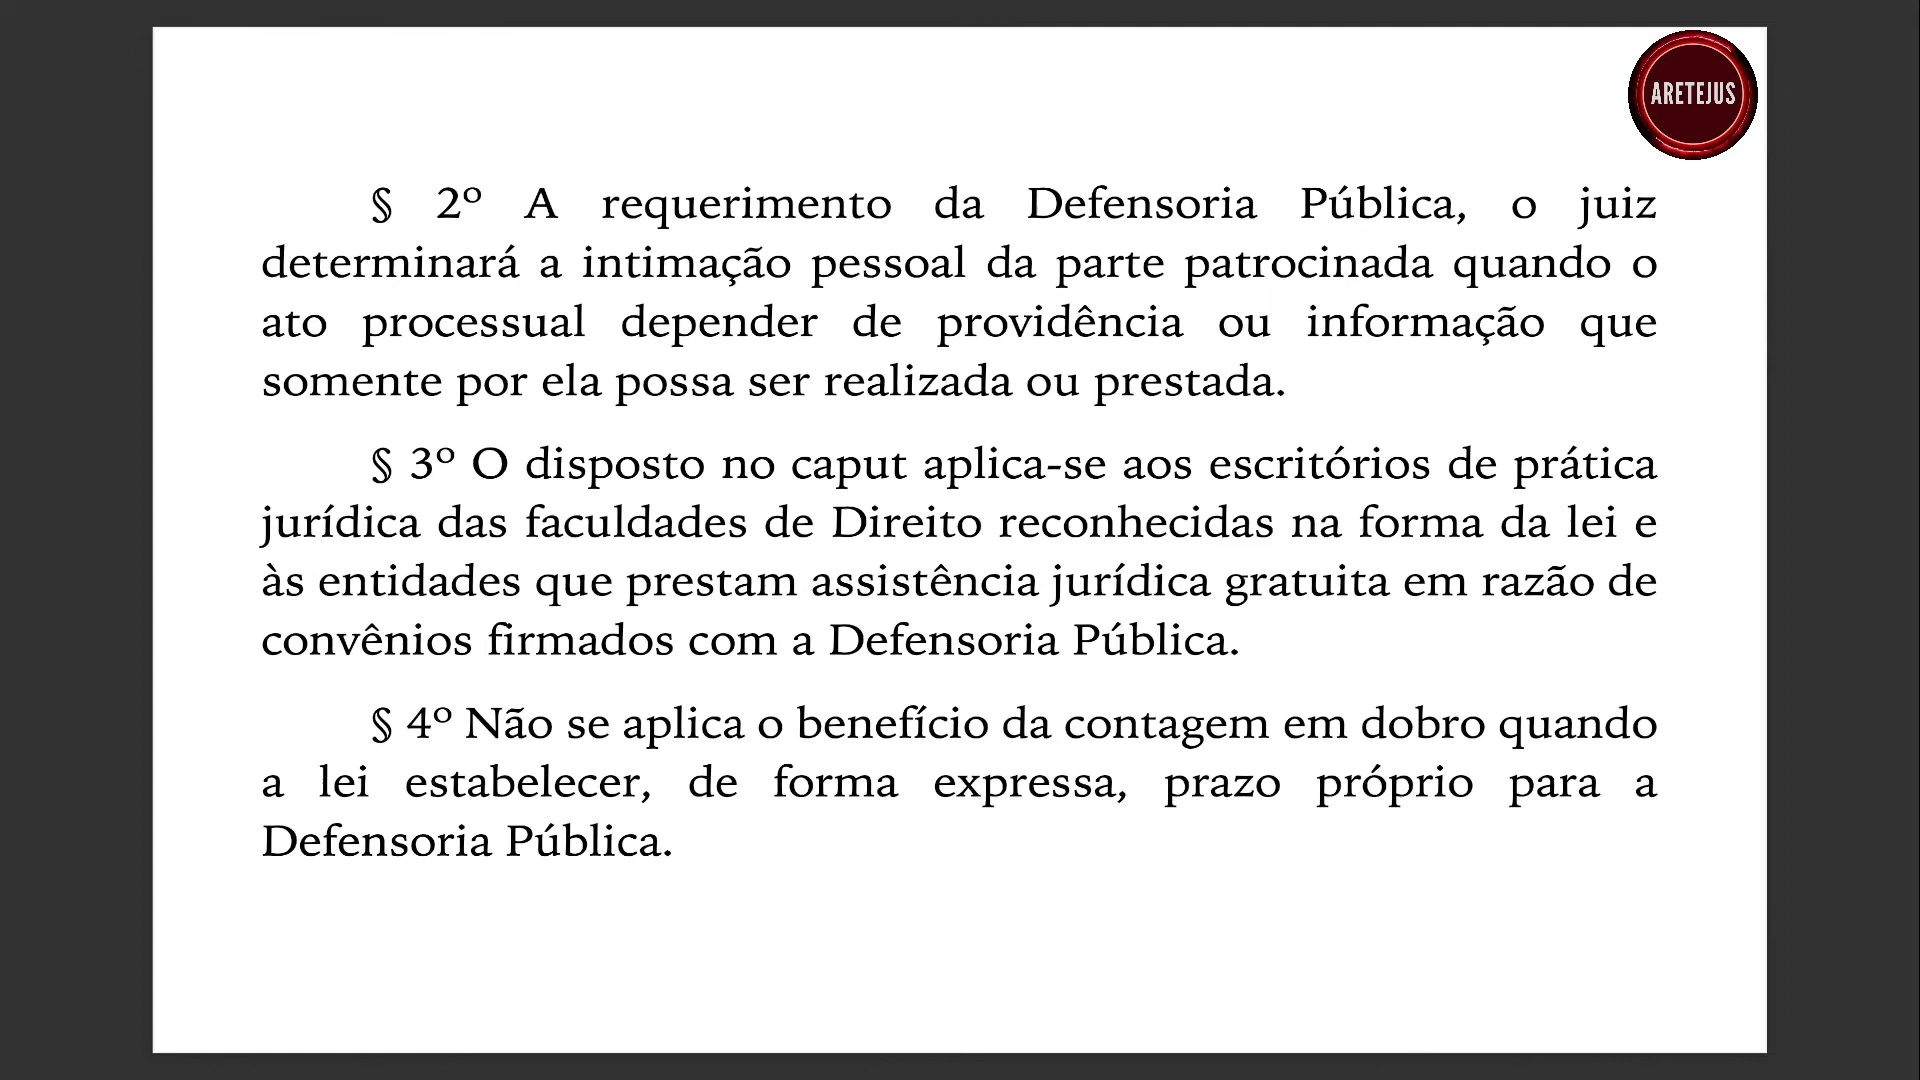 ARETEJUS
§ 2º A requerimento da Defensoria Pública, o juiz
determinará a intimação pessoal da parte patrocinada quando o
ato processual depender de providência ou informação que
somente por ela possa ser realizada ou prestada.
§ 3º O disposto no caput aplica-se aos escritórios de prática
jurídica das faculdades de Direito reconhecidas na forma da lei e
às entidades que prestam assistência jurídica gratuita em razão de
convênios firmados com a Defensoria Pública.
§ 4º Não se aplica o benefício da contagem em dobro quando
a lei estabelecer, de forma expressa, prazo próprio para a
Defensoria Pública.